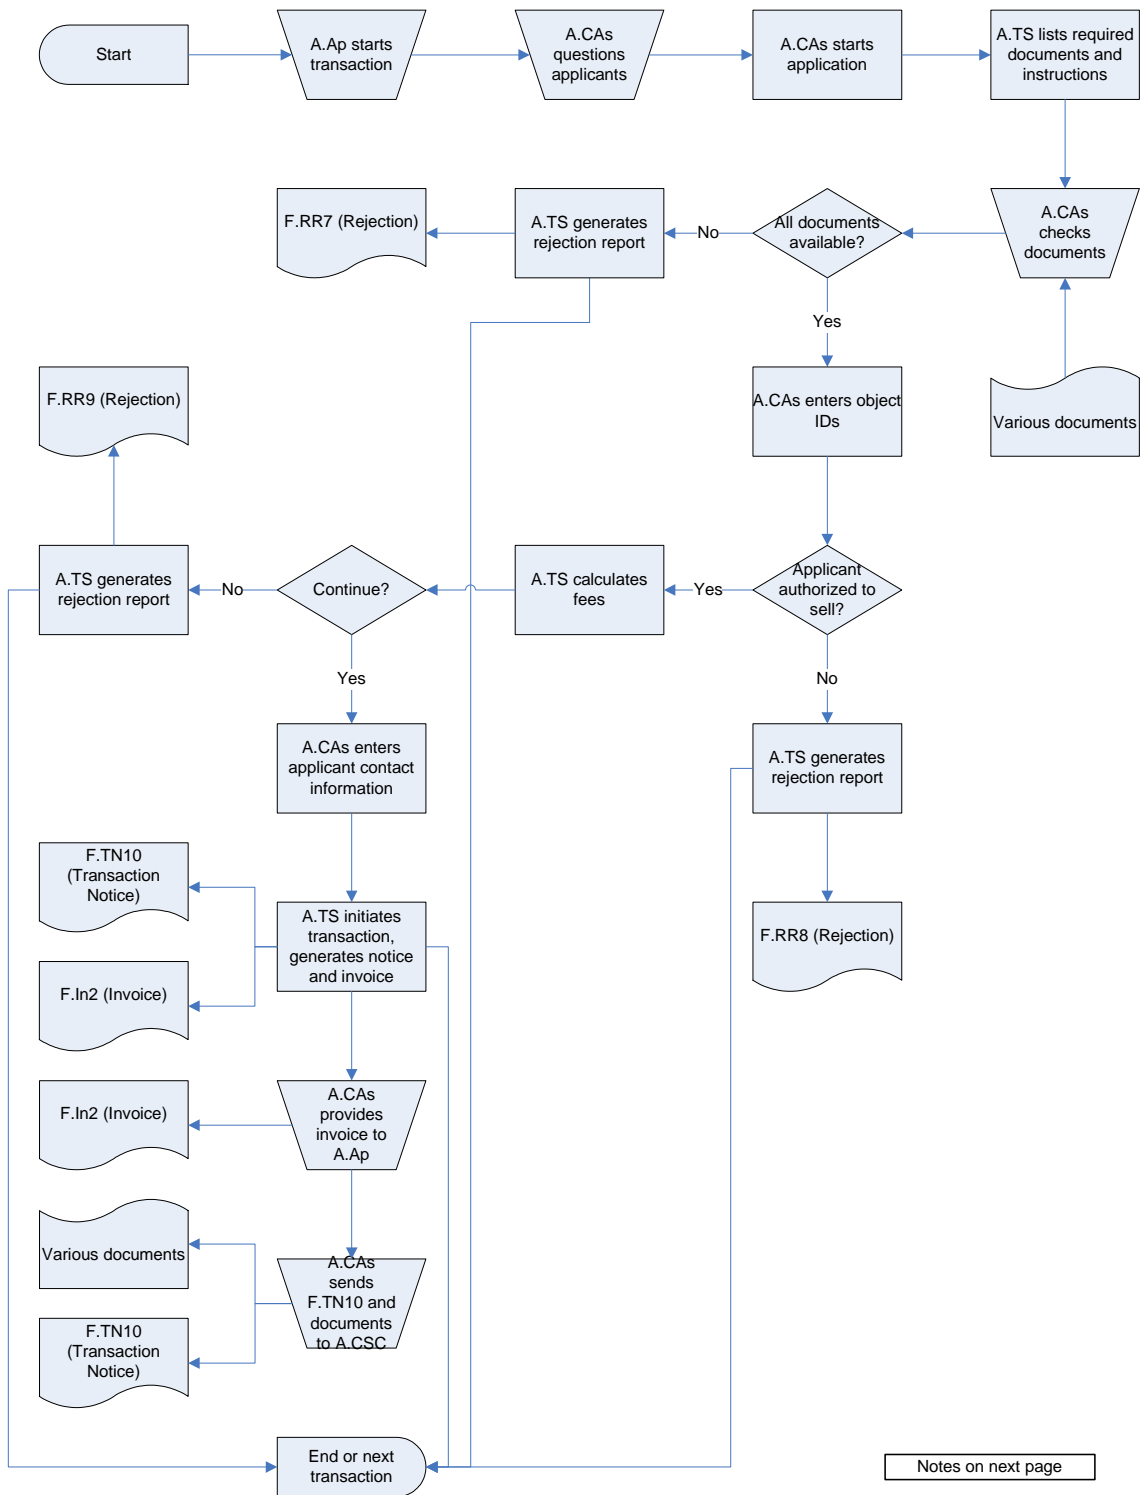 Start
A.Ap starts
transaction
A.CAs
questions
applicants
A.CAs starts
application
A.TS lists required
documents and
instructions
F.RR7 (Rejection)
A.TS generates
rejection report
No
All documents
available?
A.CAs
checks
documents
Yes
F.RR9 (Rejection)
A.CAs enters object
IDs
Various documents
A.TS generates
rejection report
No
Continue?
A.TS calculates
fees
Yes
Applicant
authorized to
sell?
Yes
No
A.CAs enters
applicant contact
information
A.TS generates
rejection report
F.TN10
(Transaction
Notice)
A.TS initiates
transaction,
generates notice
and invoice
F.RR8 (Rejection)
F.In2 (Invoice)
F.In2 (Invoice)
A.CAs
provides
invoice to
A.Ap
Various documents
A.CAs
sends
F.TN10 and
documents
to A.CSC
F.TN10
(Transaction
Notice)
End or next
transaction
Notes on next page